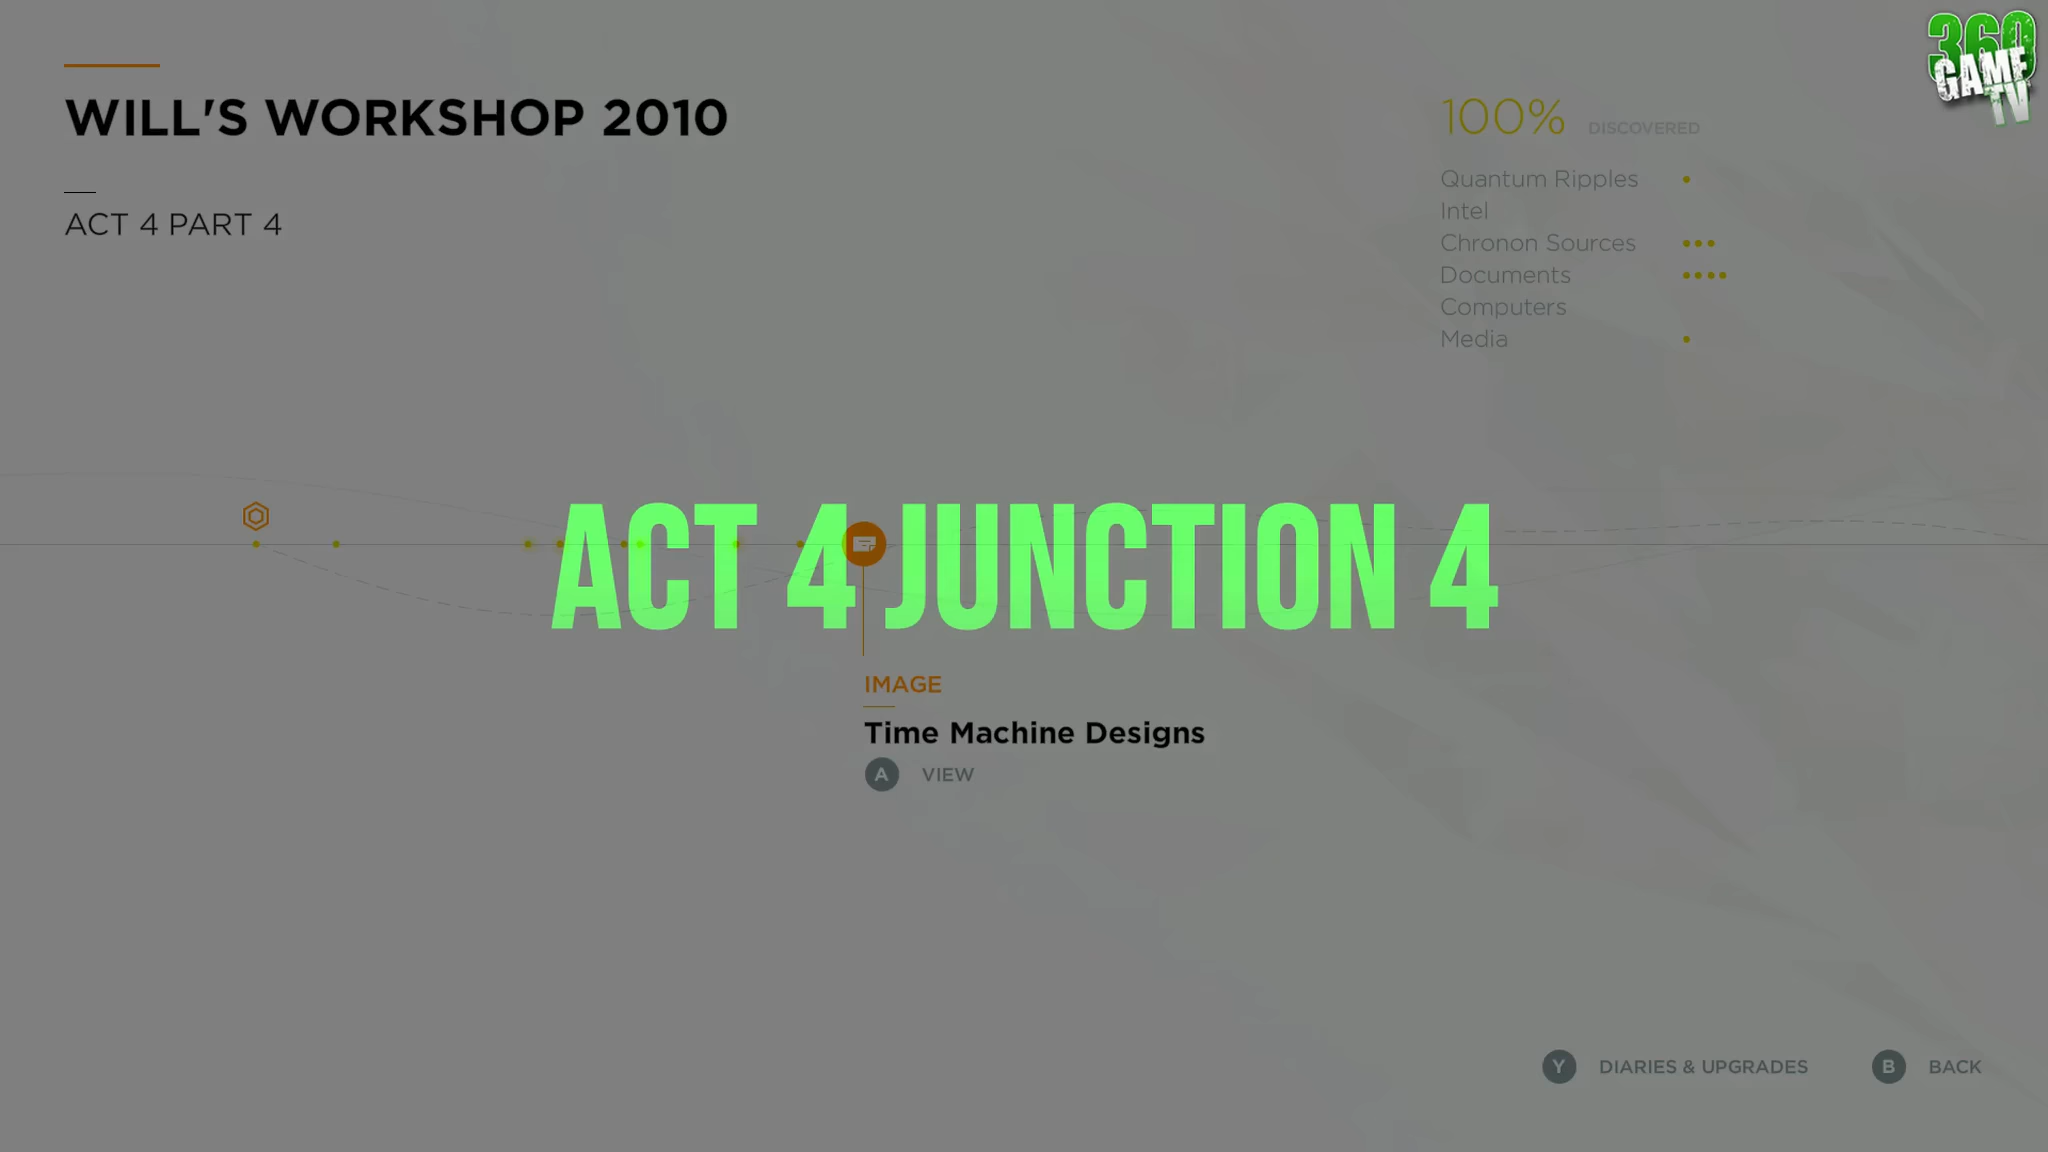 360
GAME
TV
WILL'S WORKSHOP 2010
ACT 4 PART 4
100% DISCOVERED
Quantum Ripples
Intel
Chronon Sources
Documents
Computers
Media
ACT 4 JUNCTION 4
IMAGE
Time Machine Designs
A VIEW
Y DIARIES & UPGRADES B BACK